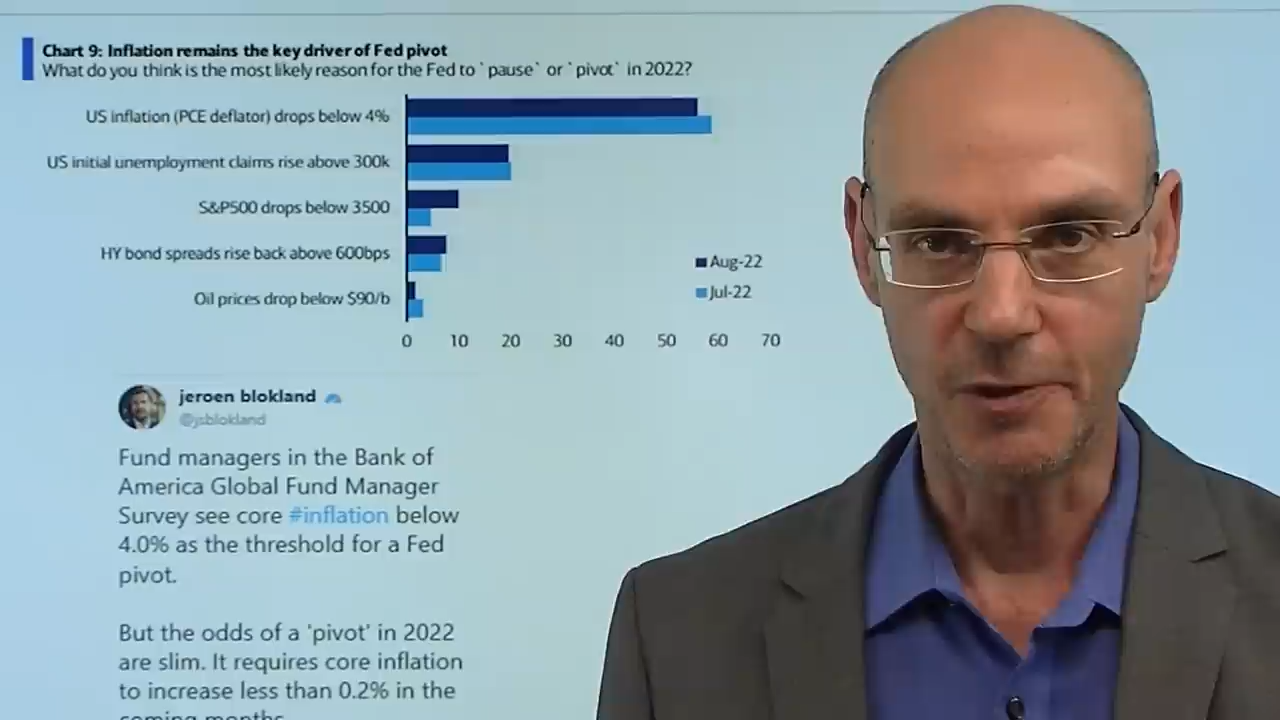 Chart 9: Inflation remains the key driver of Fed pivot
What do you think is the most likely reason for the Fed to `pause` or `pivot` in 2022?
US inflation (PCE deflator) drops below 4%
US initial unemployment claims rise above 300k
S&P500 drops below 3500
HY bond spreads rise back above 600bps
Oil prices drop below $90/b
Aug-22
Jul-22
0 10 20 30 40 50 60 70
jeroen blokland
@jsblokland
Fund managers in the Bank of
America Global Fund Manager
Survey see core #inflation below
4.0% as the threshold for a Fed
pivot.
But the odds of a 'pivot' in 2022
are slim. It requires core inflation
to increase less than 0.2% in the
coming months.